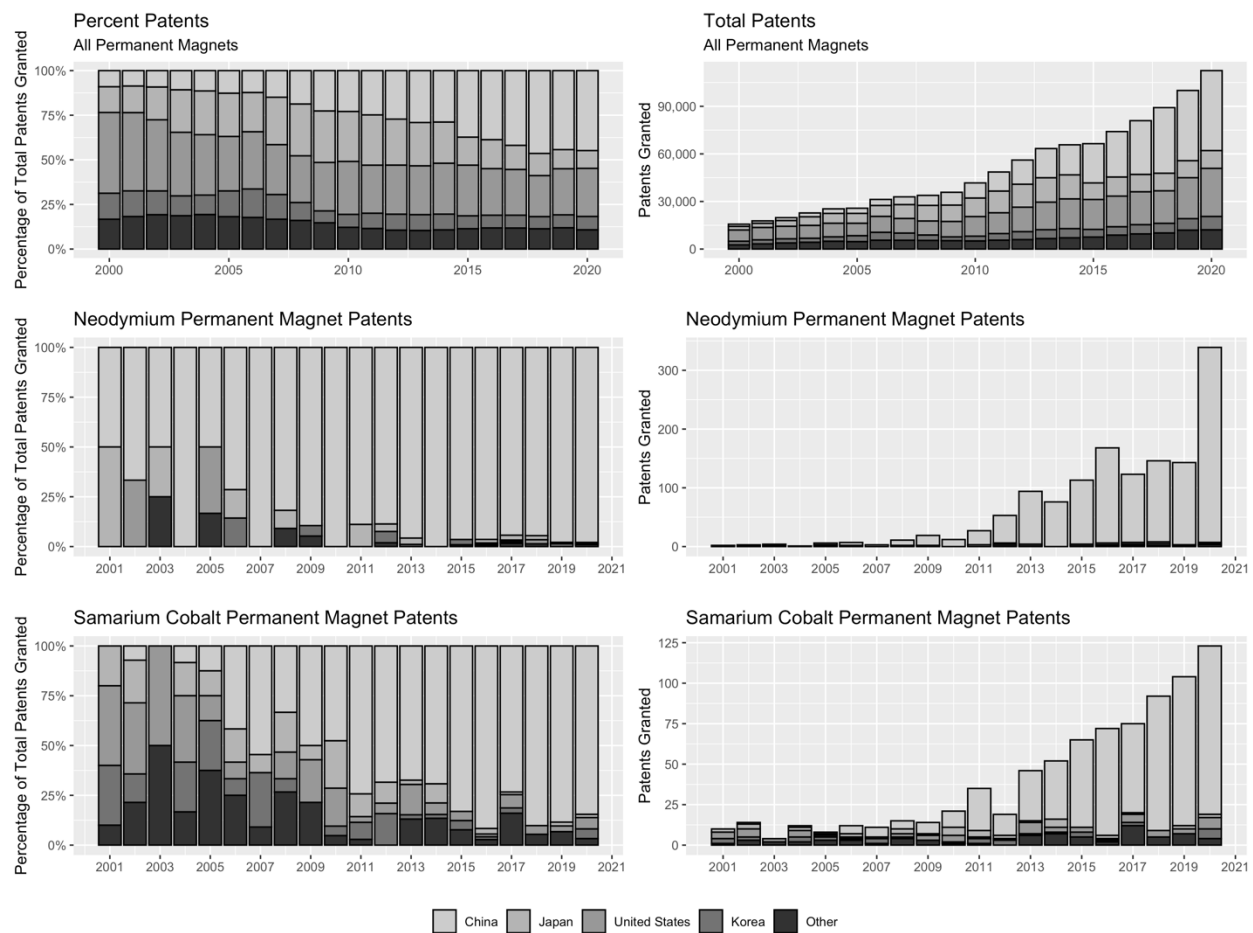 Percent Patents
All Permanent Magnets
Percentage of Total Patents Granted
100%
75%
50%
25%
0%
2000 2005 2010 2015 2020
Total Patents
All Permanent Magnets
Patents Granted
90,000
60,000
30,000
0
2000 2005 2010 2015 2020
Neodymium Permanent Magnet Patents
Percentage of Total Patents Granted
100%
75%
50%
25%
0%
2001 2003 2005 2007 2009 2011 2013 2015 2017 2019 2021
Neodymium Permanent Magnet Patents
Patents Granted
300
200
100
0
2001 2003 2005 2007 2009 2011 2013 2015 2017 2019 2021
Samarium Cobalt Permanent Magnet Patents
Percentage of Total Patents Granted
100%
75%
50%
25%
0%
2001 2003 2005 2007 2009 2011 2013 2015 2017 2019 2021
Samarium Cobalt Permanent Magnet Patents
Patents Granted
125
100
75
50
25
0
2001 2003 2005 2007 2009 2011 2013 2015 2017 2019 2021
China Japan United States Korea Other